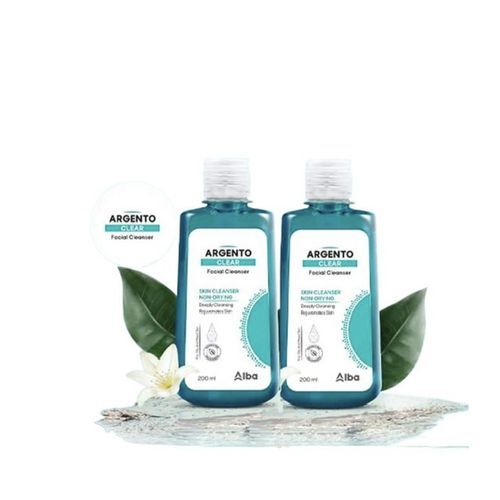 ARGENTO
CLEAR
Facial Cleanser
ARGENTO
CLEAR
Facial Cleanser
SKIN CLEANSER
NON-DRYING
Deeply Cleansing
Rejuvenates Skin
200 ml
Alba
ARGENTO
CLEAR
Facial Cleanser
SKIN CLEANSER
NON-DRYING
Deeply Cleansing
Rejuvenates Skin
200 ml
Alba